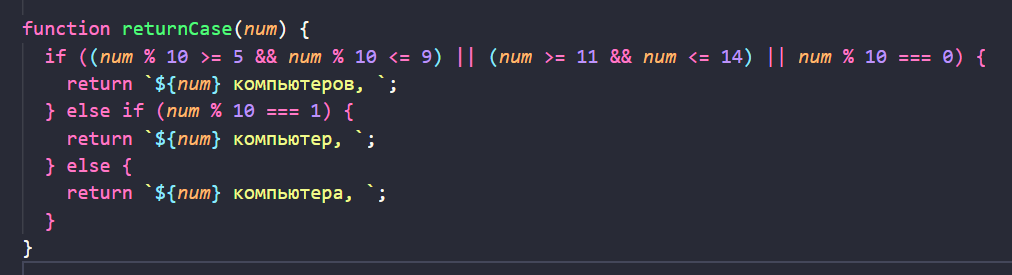 function returnCase(num) {
  if ((num % 10 >= 5 && num % 10 <= 9) || (num >= 11 && num <= 14) || num % 10 === 0) {
    return `${num} компьютеров, `;
  } else if (num % 10 === 1) {
    return `${num} компьютер, `;
  } else {
    return `${num} компьютера, `;
  }
}